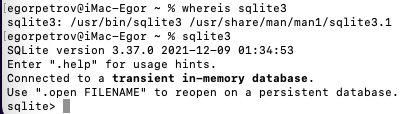 egorpetrov@iMac-Egor ~ % whereis sqlite3
sqlite3: /usr/bin/sqlite3 /usr/share/man/man1/sqlite3.1
egorpetrov@iMac-Egor ~ % sqlite3
SQLite version 3.37.0 2021-12-09 01:34:53
Enter ".help" for usage hints.
Connected to a transient in-memory database.
Use ".open FILENAME" to reopen on a persistent database.
sqlite>